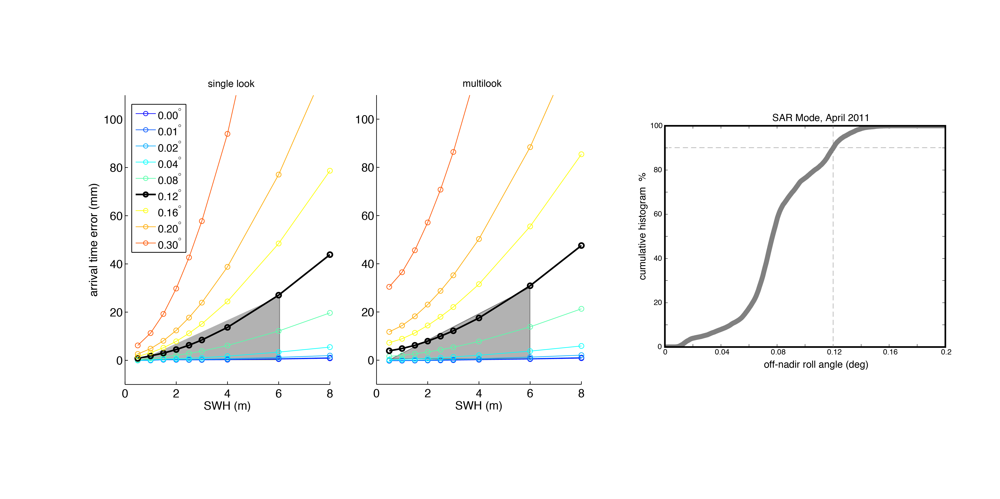 single look
100
80
60
40
20
0
0 2 4 6 8
SWH (m)
arrival time error (mm)
0.00°
0.01°
0.02°
0.04°
0.08°
0.12°
0.16°
0.20°
0.30°
multilook
100
80
60
40
20
0
0 2 4 6 8
SWH (m)
SAR Mode, April 2011
100
80
60
40
20
0
0 0.04 0.08 0.12 0.16 0.2
off-nadir roll angle (deg)
cumulative histogram %